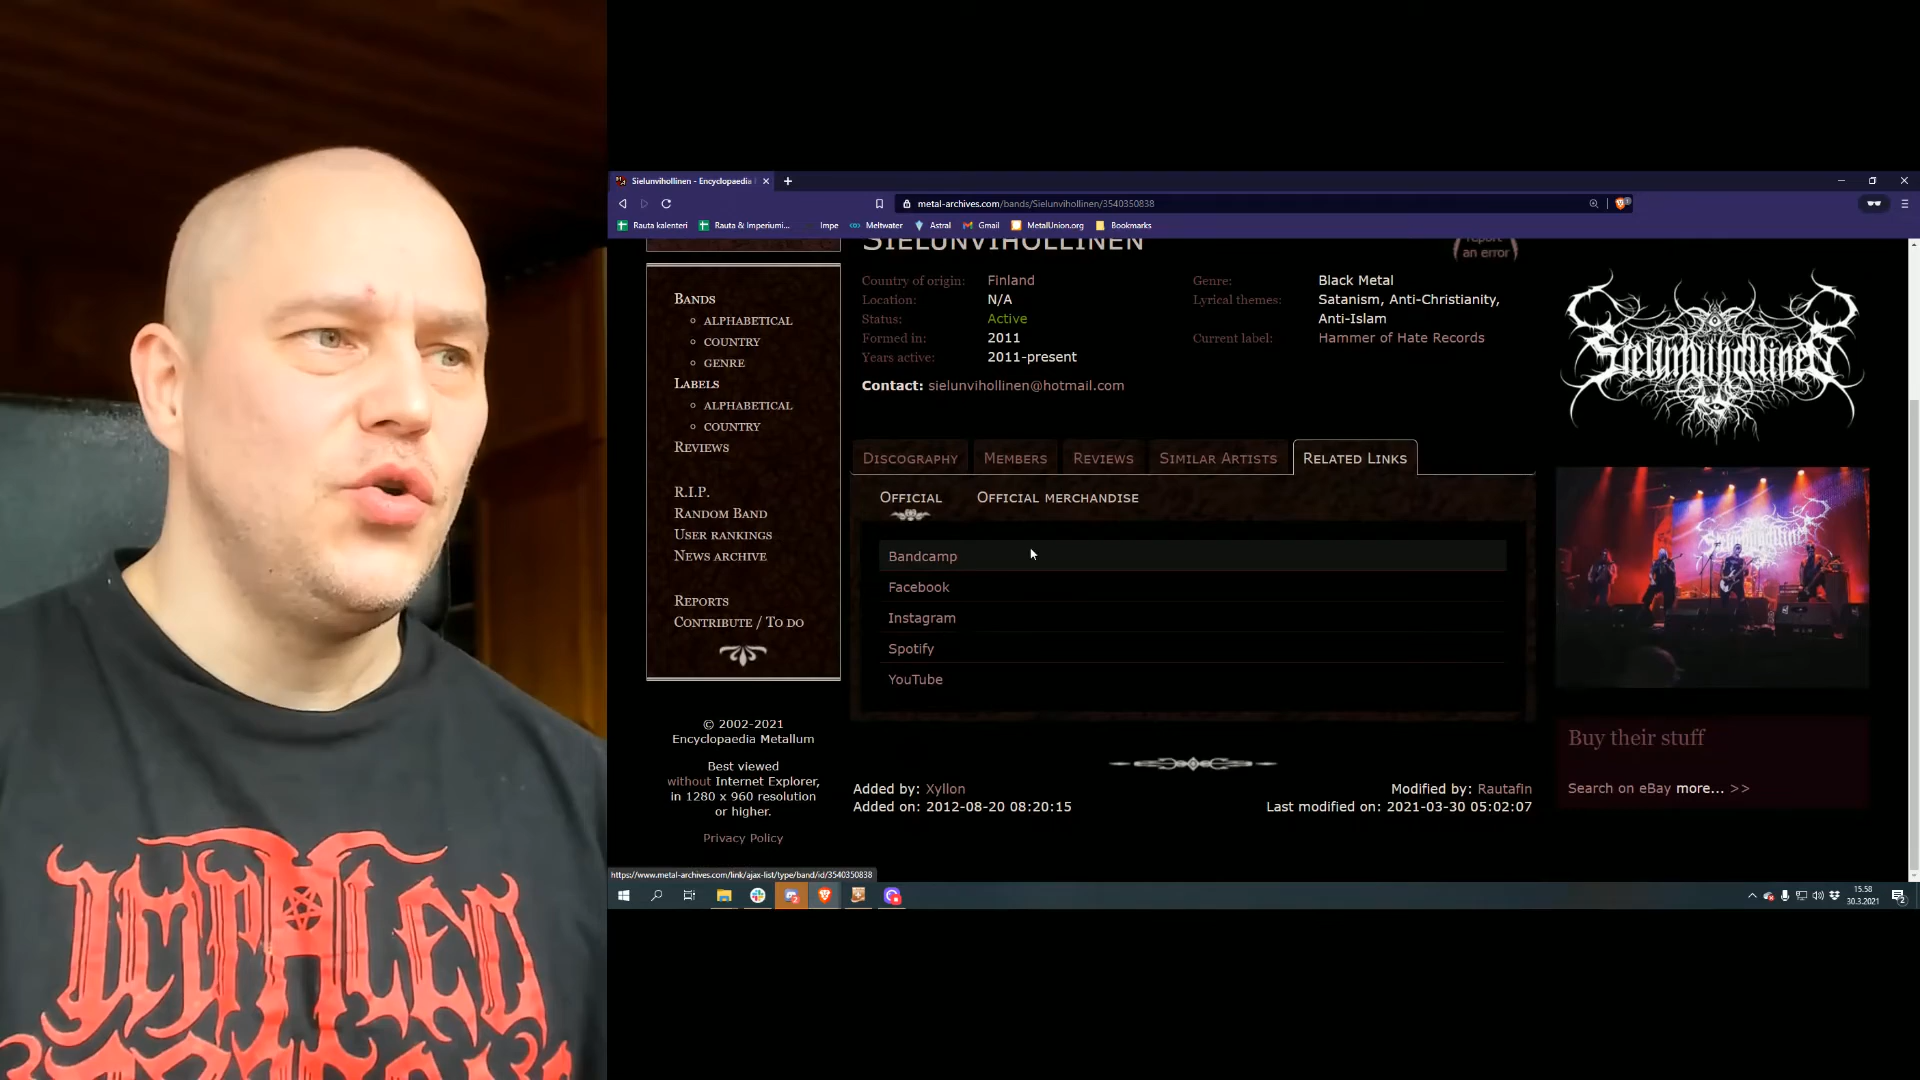 Sielunvihollinen - Encyclopaedia
metal-archives.com/bands/Sielunvihollinen/3540350838
Rauta kalenteri
Rauta & Imperiumi...
Impe
Meltwater
Astral
Gmail
MetalUnion.org
Bookmarks
SIELUNVIHOLLINEN
report
an error
Country of origin: Finland
Location: N/A
Status: Active
Formed in: 2011
Years active: 2011-present
Genre: Black Metal
Lyrical themes: Satanism, Anti-Christianity,
Anti-Islam
Current label: Hammer of Hate Records
Contact: sielunvihollinen@hotmail.com
BANDS
ALPHABETICAL
COUNTRY
GENRE
LABELS
ALPHABETICAL
COUNTRY
REVIEWS
R.I.P.
RANDOM BAND
USER RANKINGS
NEWS ARCHIVE
REPORTS
CONTRIBUTE / TO DO
© 2002-2021
Encyclopaedia Metallum
Best viewed
without Internet Explorer,
in 1280 x 960 resolution
or higher.
Privacy Policy
DISCOGRAPHY MEMBERS REVIEWS SIMILAR ARTISTS RELATED LINKS
OFFICIAL OFFICIAL MERCHANDISE
Bandcamp
Facebook
Instagram
Spotify
YouTube
Added by: Xyllon
Added on: 2012-08-20 08:20:15
Modified by: Rautafin
Last modified on: 2021-03-30 05:02:07
Sielunvihollinen
Sielunvihollinen
Buy their stuff
Search on eBay more... >>
https://www.metal-archives.com/link/ajax-list/type/band/id/3540350838
15.58
30.3.2021
IMPALED